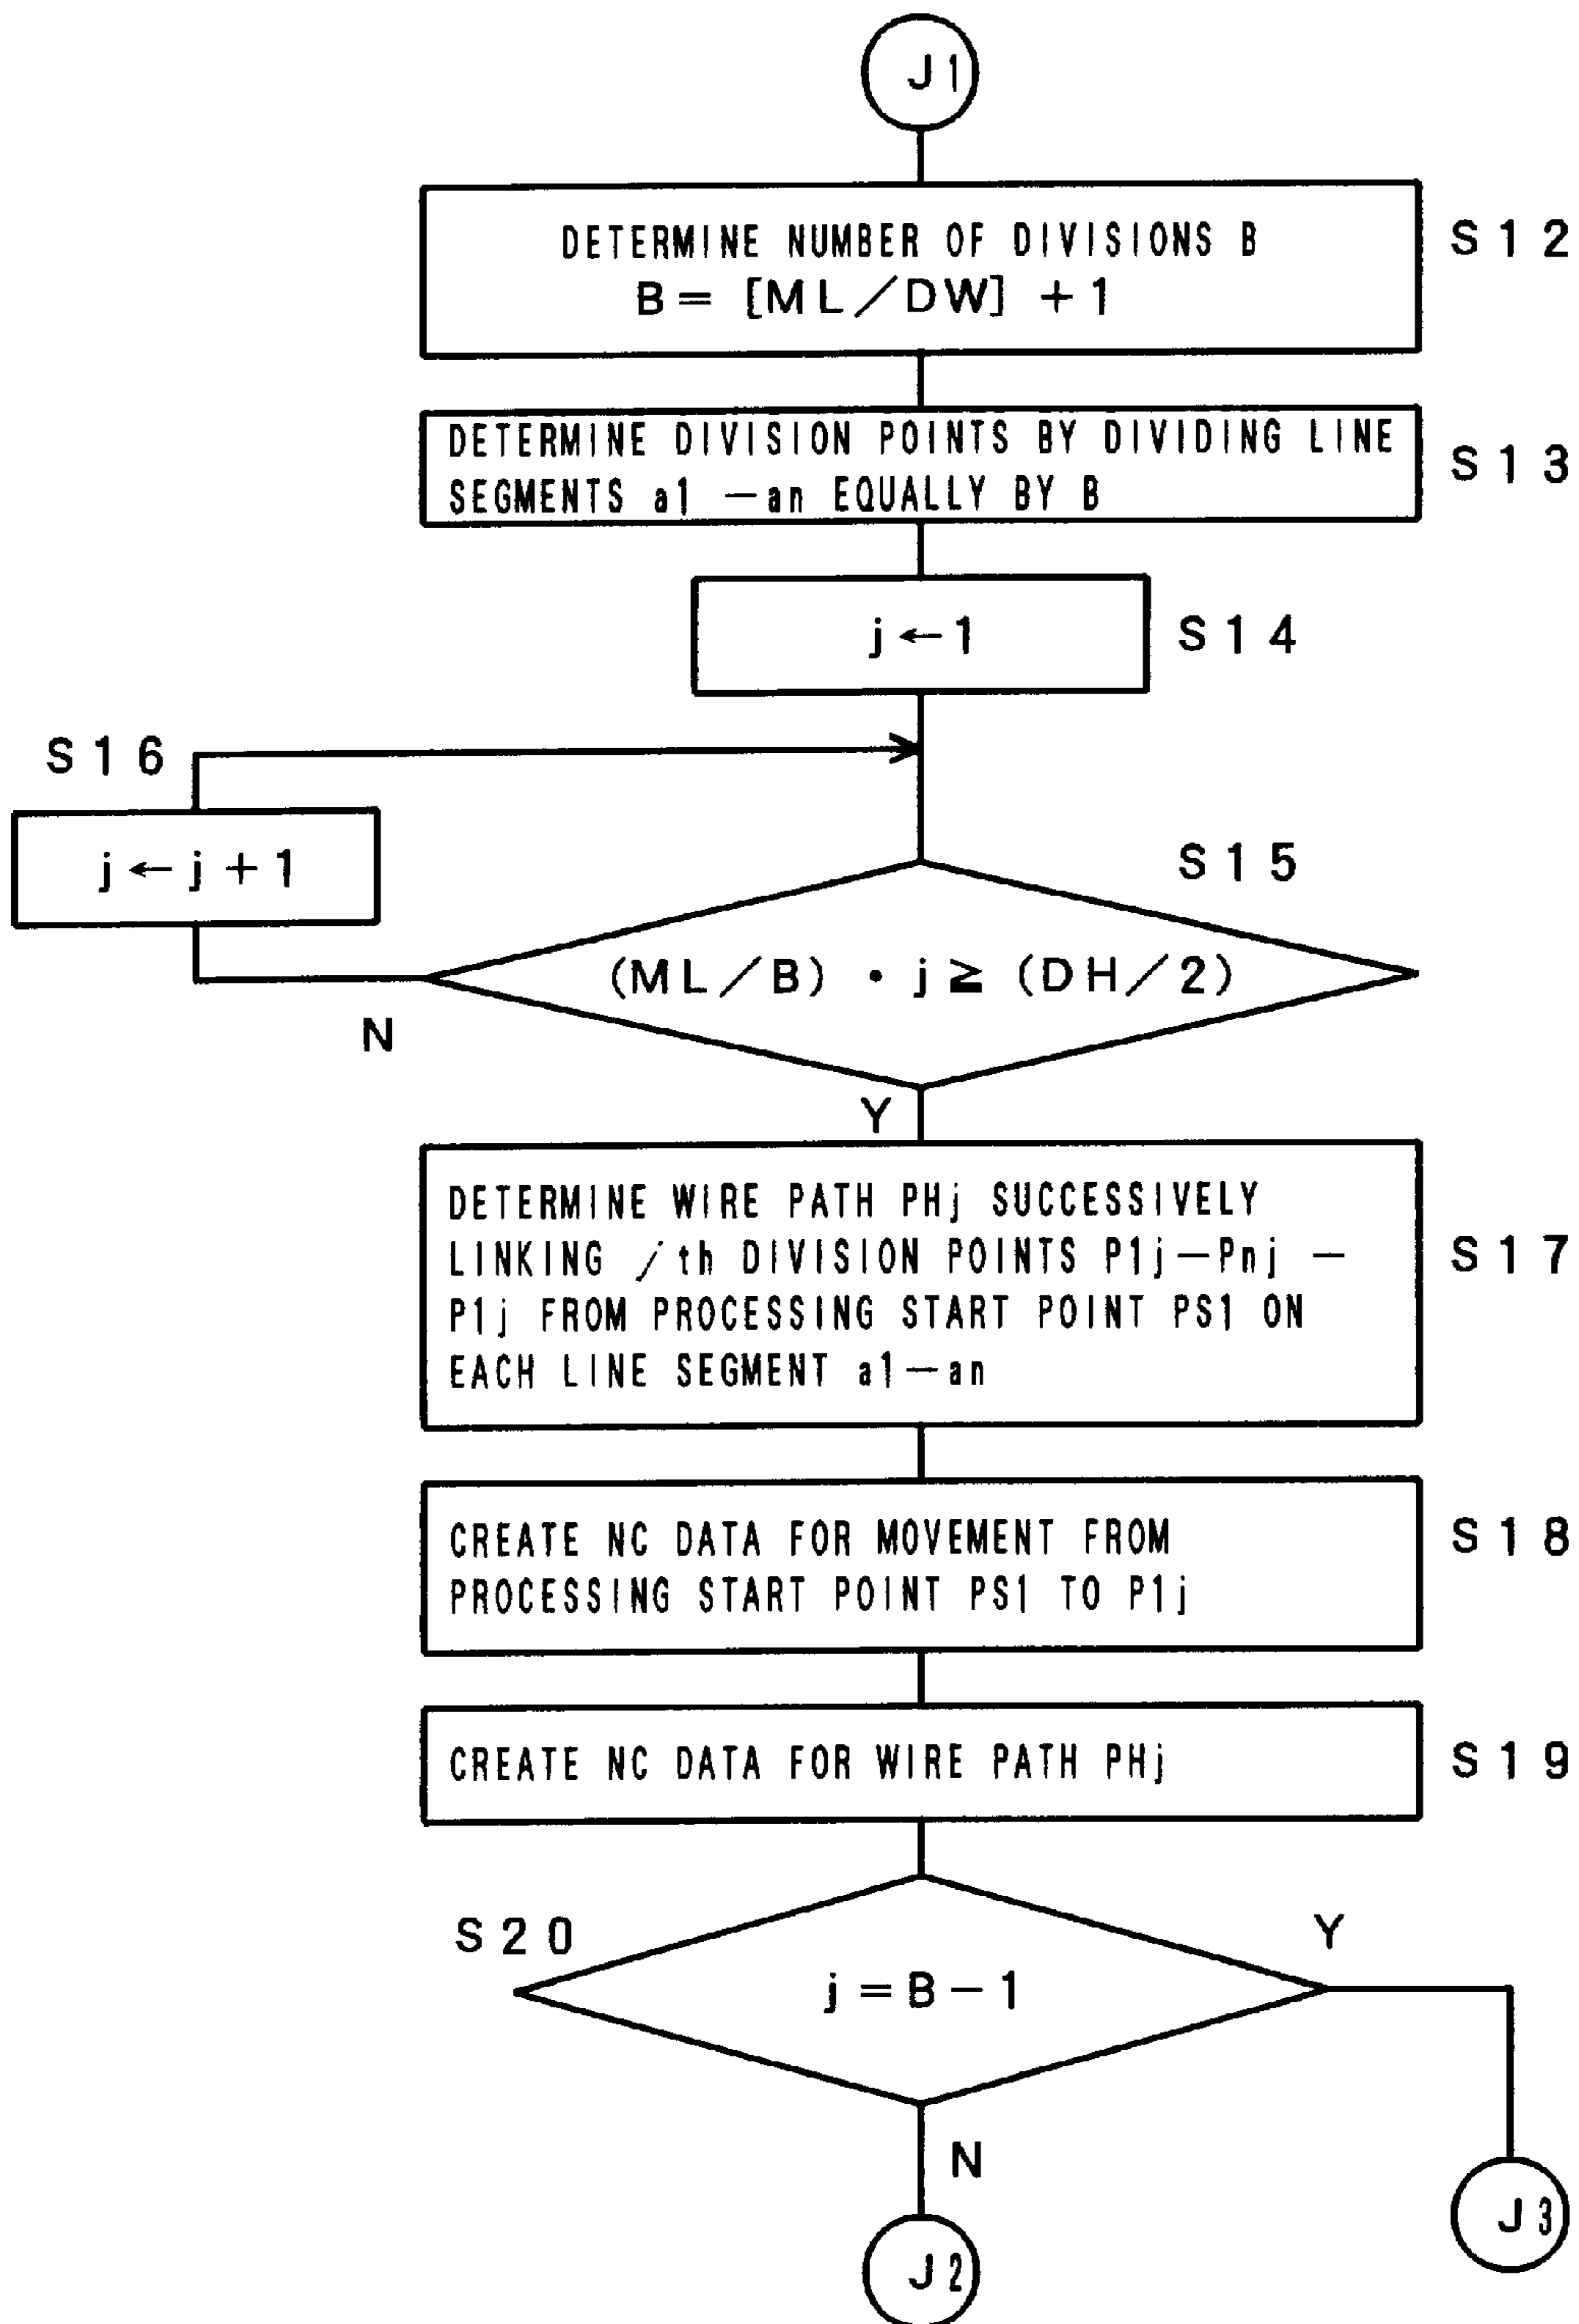 J1
DETERMINE NUMBER OF DIVISIONS B
B = [ML/DW] + 1
S12
DETERMINE DIVISION POINTS BY DIVIDING LINE
SEGMENTS a1 —an EQUALLY BY B
S13
j ← 1
S14
S16
j ← j + 1
S15
(ML/B) • j ≧ (DH/2)
N
Y
DETERMINE WIRE PATH PHj SUCCESSIVELY
LINKING jth DIVISION POINTS P1j—Pnj —
P1j FROM PROCESSING START POINT PS1 ON
EACH LINE SEGMENT a1—an
S17
CREATE NC DATA FOR MOVEMENT FROM
PROCESSING START POINT PS1 TO P1j
S18
CREATE NC DATA FOR WIRE PATH PHj
S19
S20
j = B - 1
Y
N
J3
J2